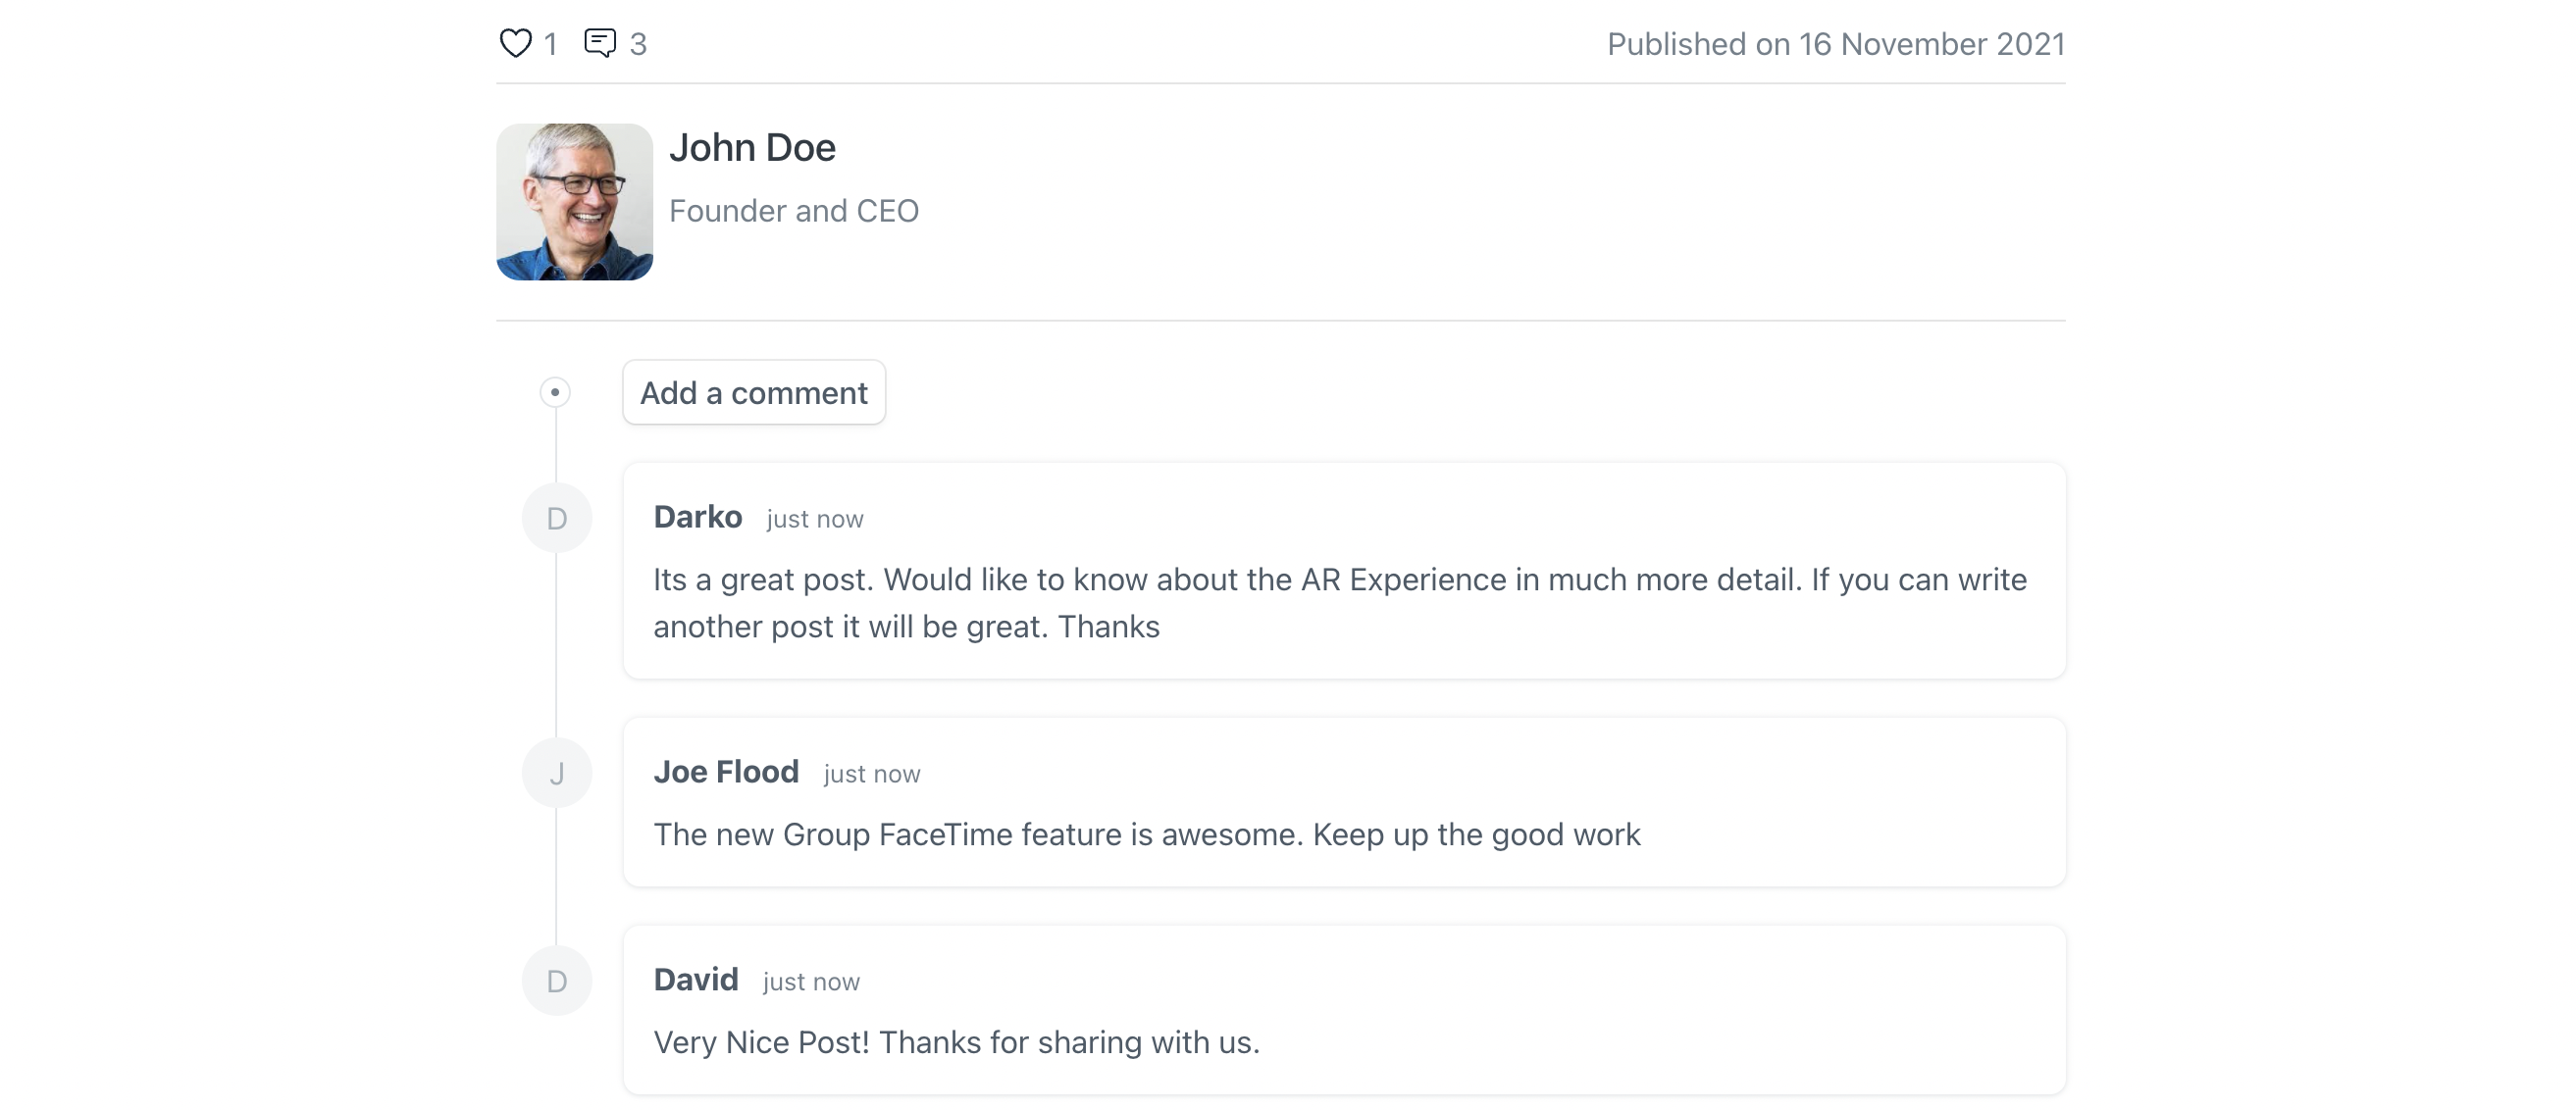 1 3 Published on 16 November 2021
John Doe
Founder and CEO
Add a comment
D
Darko just now
Its a great post. Would like to know about the AR Experience in much more detail. If you can write
another post it will be great. Thanks
J
Joe Flood just now
The new Group FaceTime feature is awesome. Keep up the good work
D
David just now
Very Nice Post! Thanks for sharing with us.